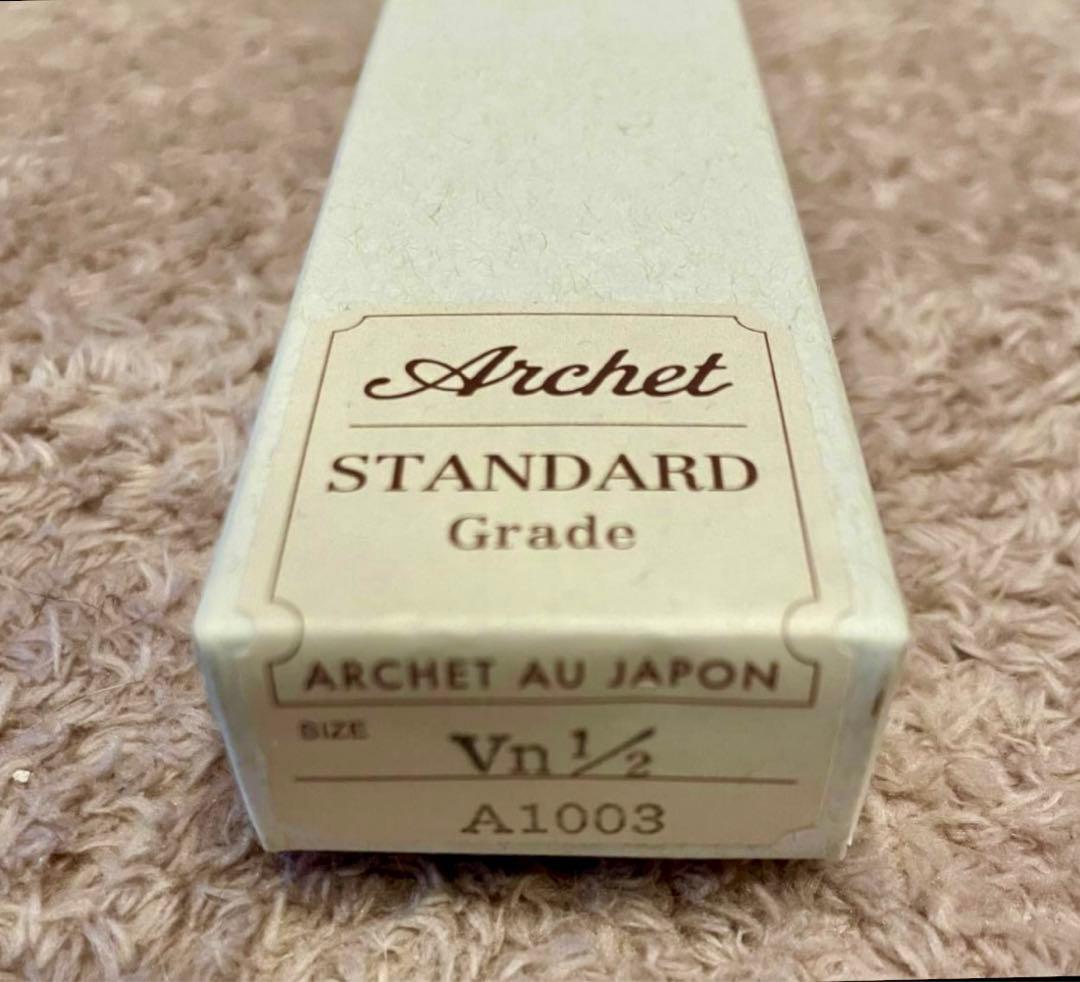 Archet
STANDARD
Grade
ARCHET AU JAPON
SIZE
Vn 1/2
A1003